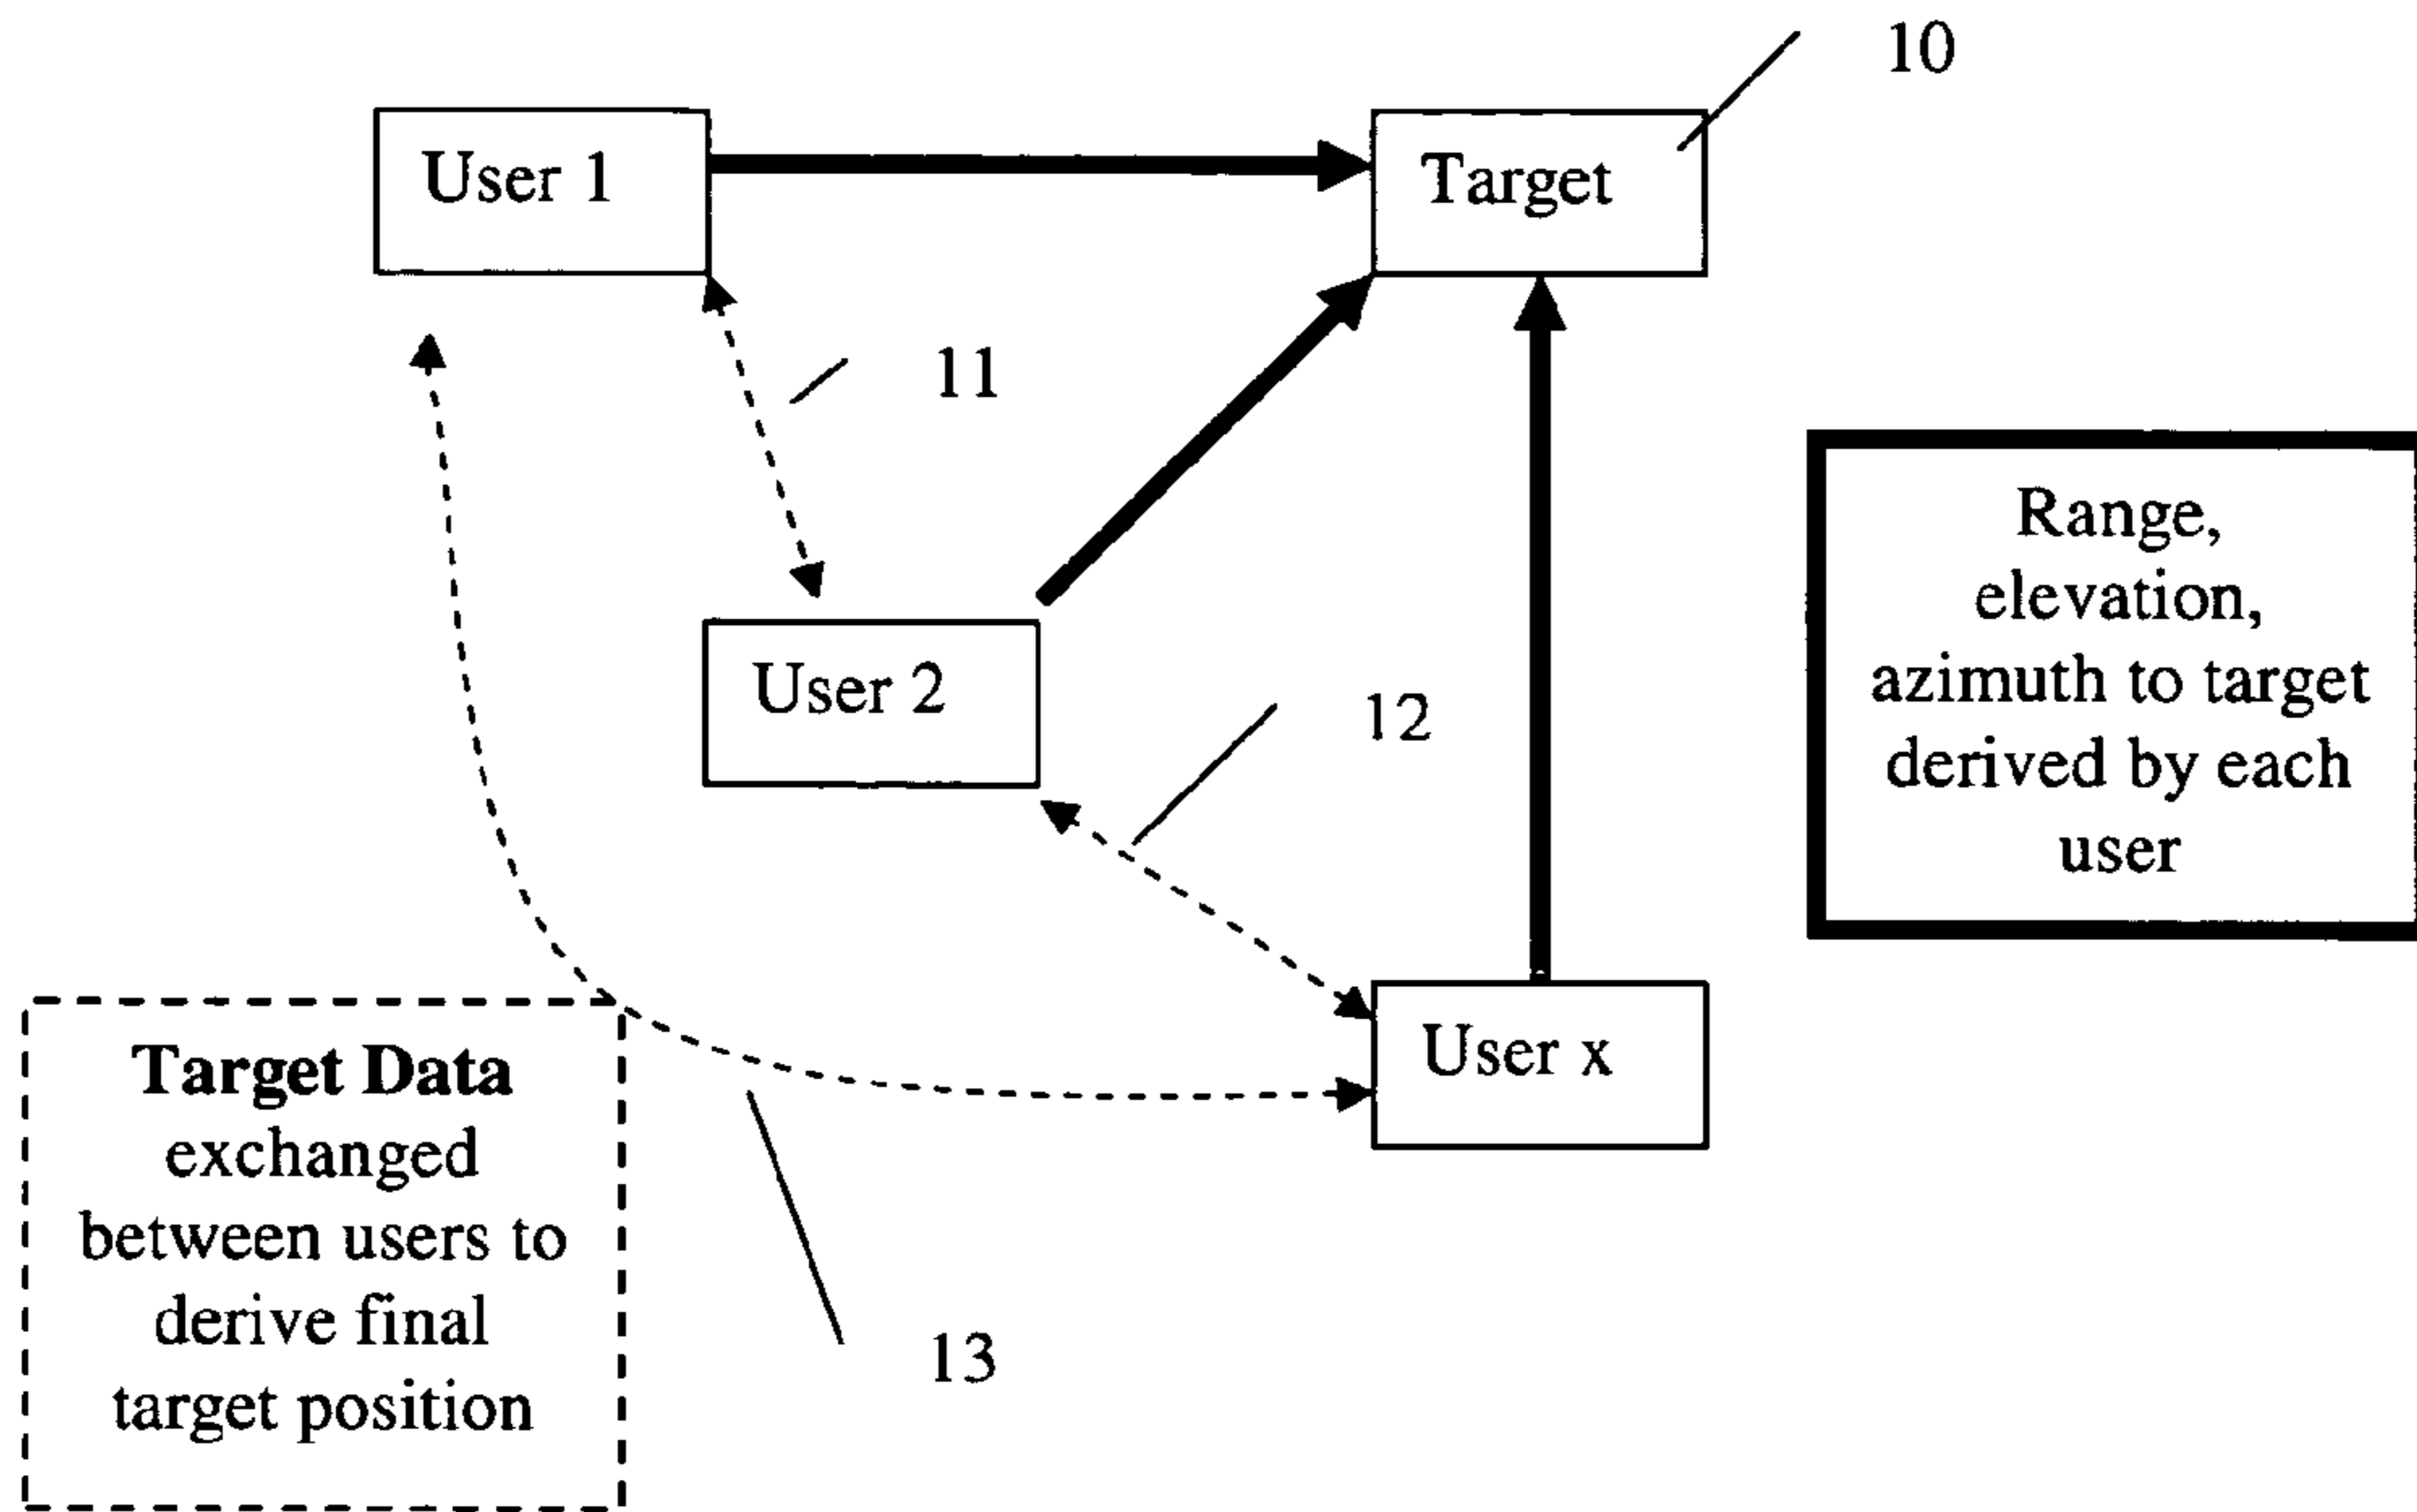 10
User 1
Target
11
Range,
elevation,
azimuth to target
derived by each
user
User 2
12
User x
Target Data
exchanged
between users to
derive final
target position
13